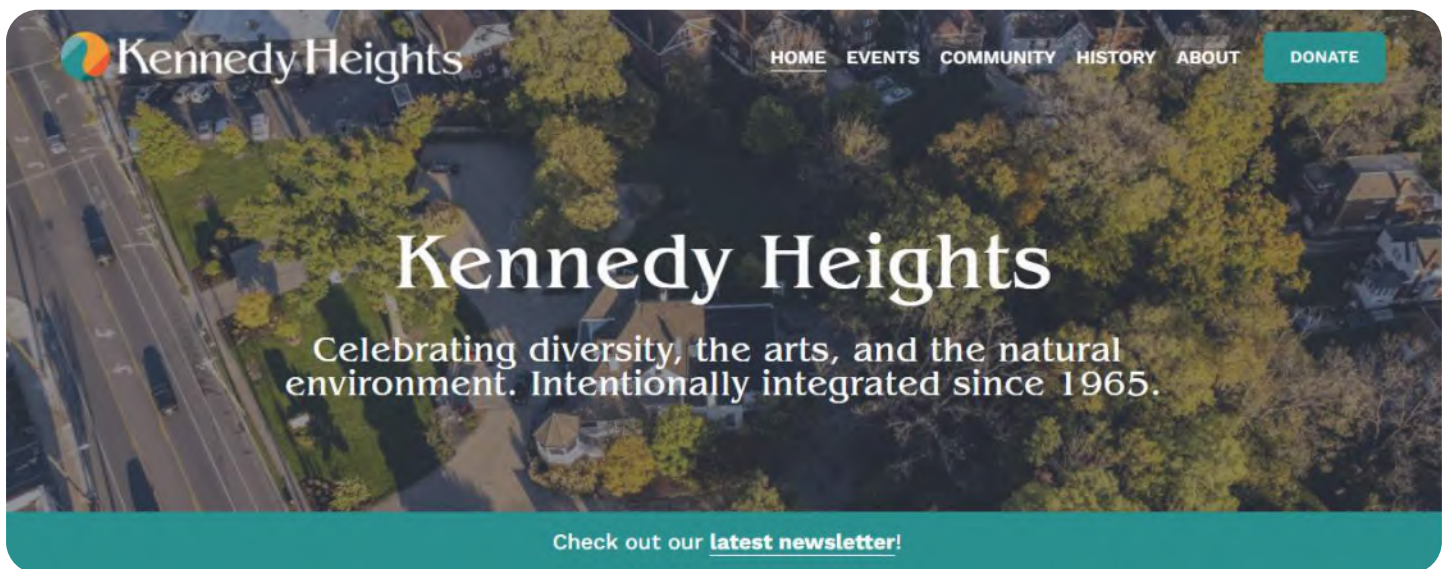 Kennedy Heights
HOME EVENTS COMMUNITY HISTORY ABOUT DONATE
Kennedy Heights
Celebrating diversity, the arts, and the natural
environment. Intentionally integrated since 1965.
Check out our latest newsletter!